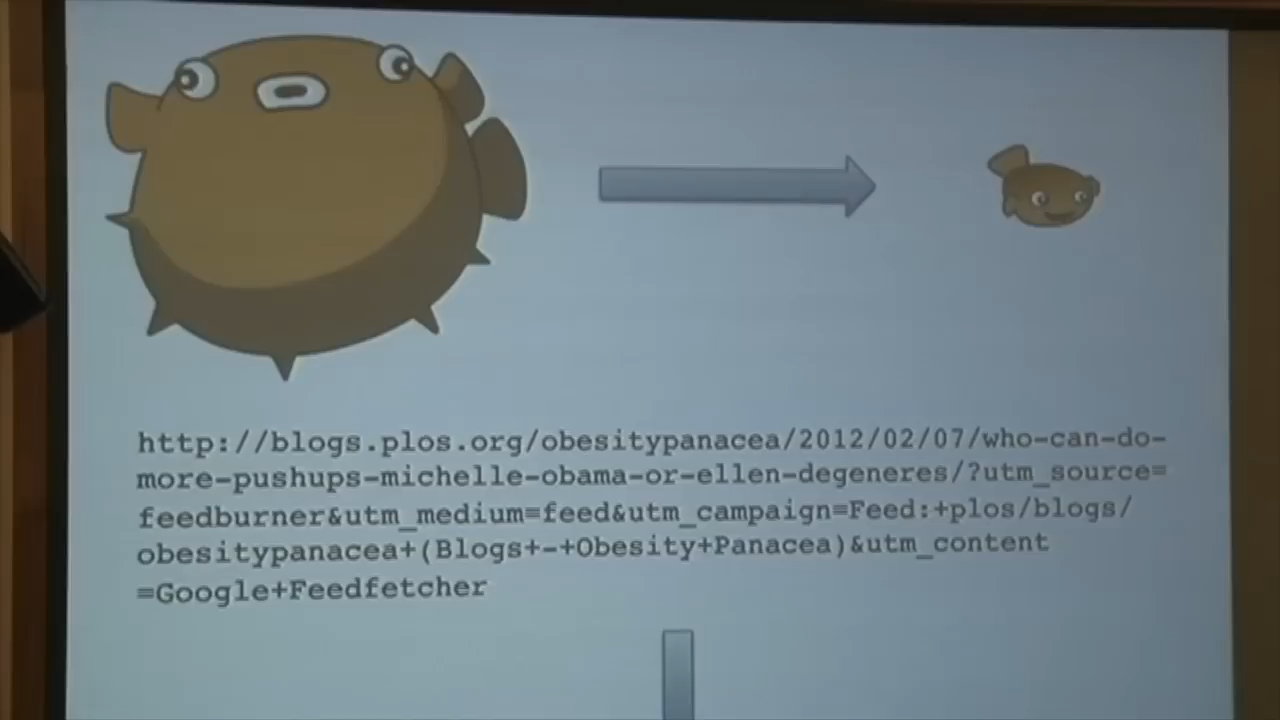 http://blogs.plos.org/obesitypanacea/2012/02/07/who-can-do-
more-pushups-michelle-obama-or-ellen-degeneres/?utm_source=
feedburner&utm_medium=feed&utm_campaign=Feed:+plos/blogs/
obesitypanacea+(Blogs+-+Obesity+Panacea)&utm_content
=Google+Feedfetcher